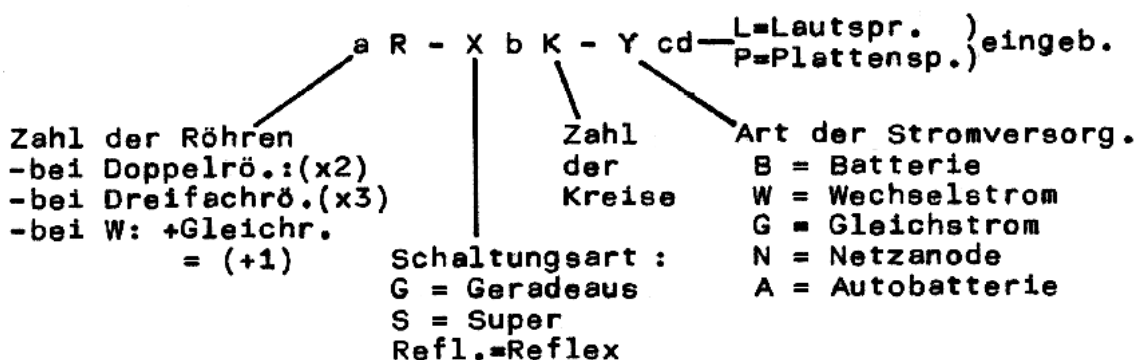 a R - X b K - Y cd
L=Lautspr. )
P=Plattensp.)
eingeb.
Zahl der Röhren
-bei Doppelrö.:(x2)
-bei Dreifachrö.(x3)
-bei W: +Gleichr.
= (+1)
Schaltungsart :
G = Geradeaus
S = Super
Refl.=Reflex
Zahl
der
Kreise
Art der Stromversorg.
B = Batterie
W = Wechselstrom
G = Gleichstrom
N = Netzanode
A = Autobatterie